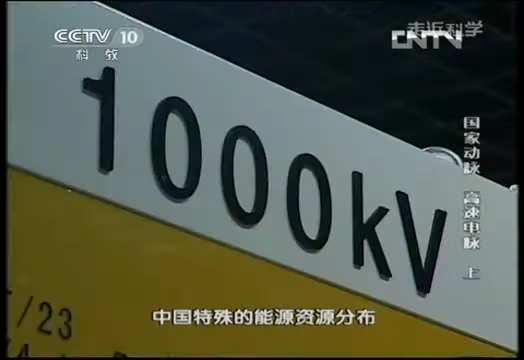 CCTV 10
科教
走近科学
CNTV
国家动脉 高速电脉 上
1000kV
/23
中国特殊的能源资源分布